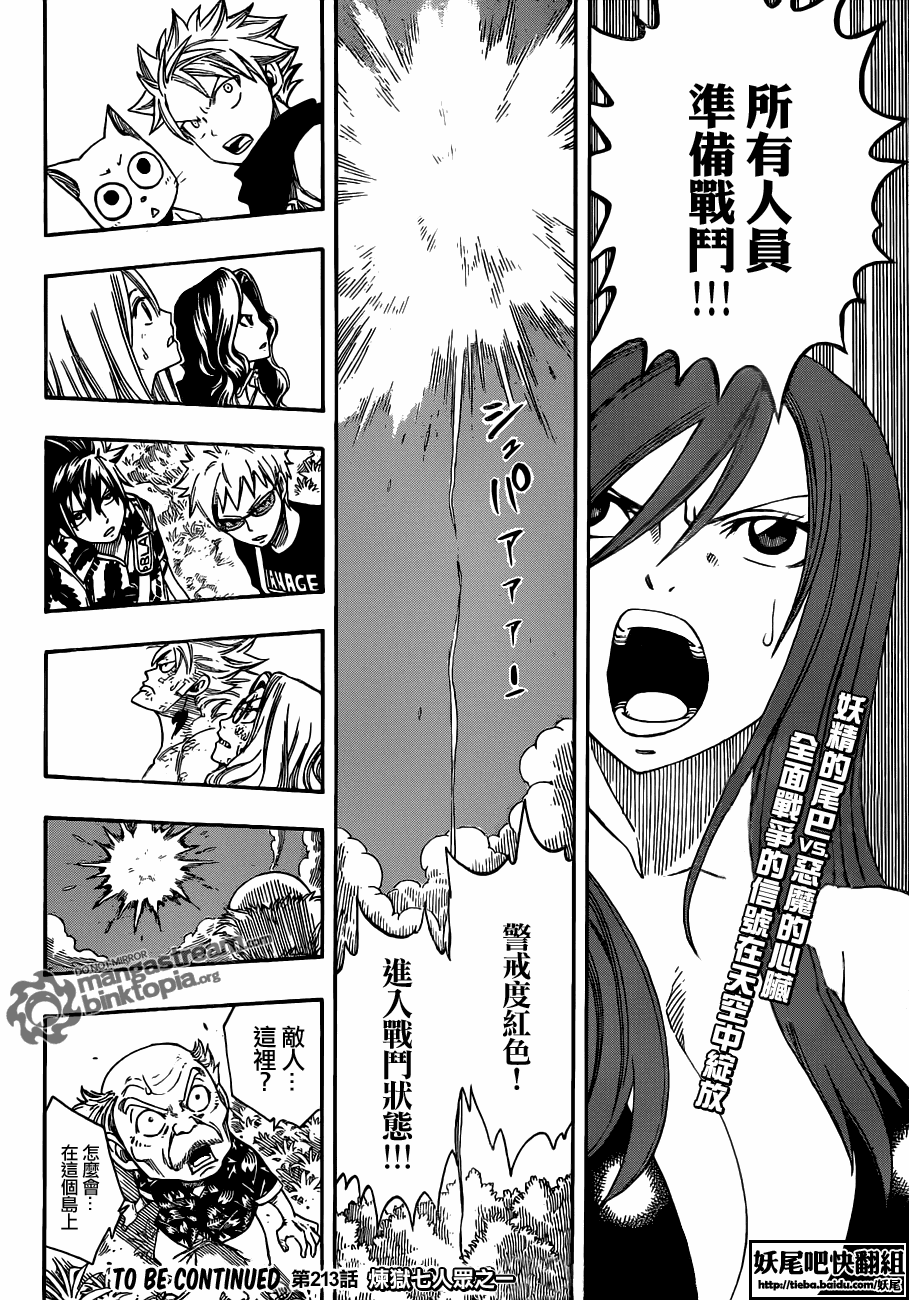 所有人員
準備戰鬥!!!
妖精的尾巴VS.惡魔的心臟
全面戰爭的信號在天空中綻放
シュパァァァー
警戒度紅色!
進入戰鬥狀態!!!
BLA
AVAGE
敵人…
這裡?
怎麼會…
在這個島上
DO NOT MIRROR
mangastream.com
binktopia.org
TO BE CONTINUED 第213話 煉獄七人眾之一
妖尾吧快翻組
http://tieba.baidu.com/妖尾